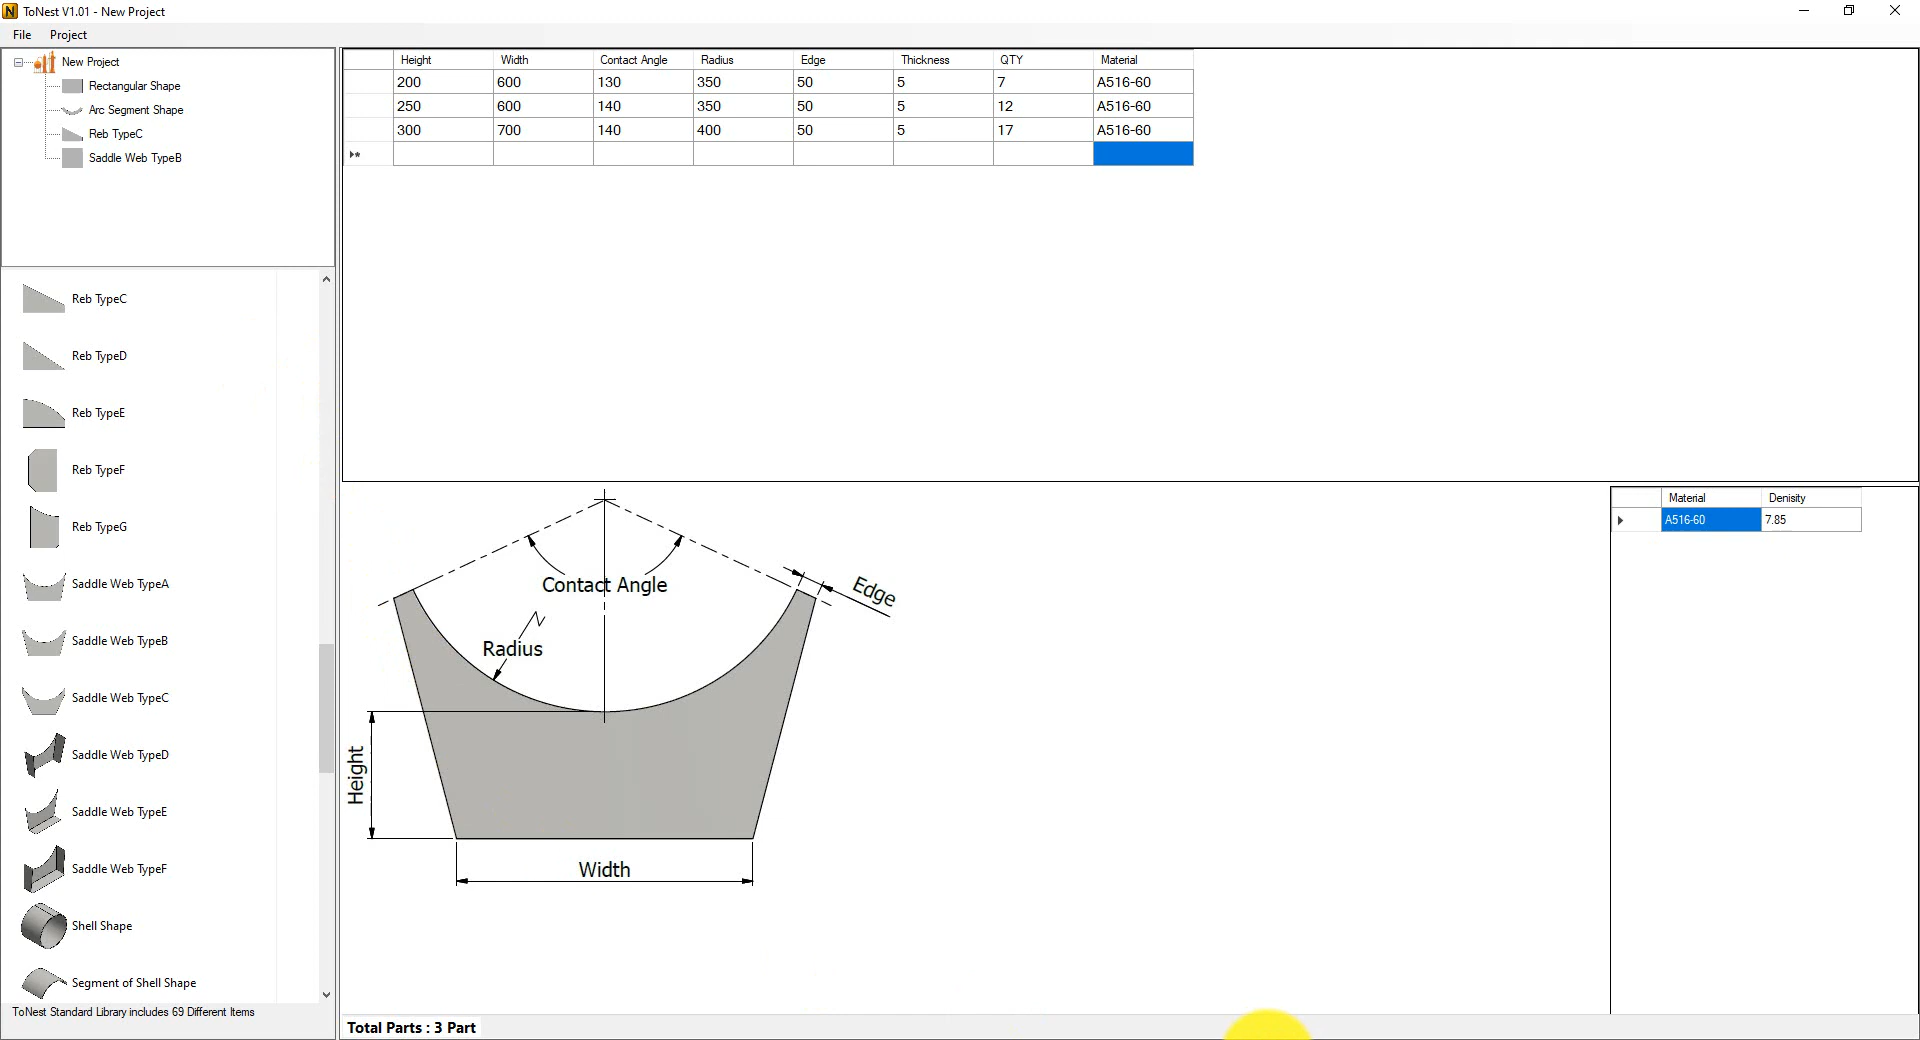 ToNest V1.01 - New Project
File Project
New Project
Rectangular Shape
Arc Segment Shape
Reb TypeC
Saddle Web TypeB
Reb TypeC
Reb TypeD
Reb TypeE
Reb TypeF
Reb TypeG
Saddle Web TypeA
Saddle Web TypeB
Saddle Web TypeC
Saddle Web TypeD
Saddle Web TypeE
Saddle Web TypeF
Shell Shape
Segment of Shell Shape
ToNest Standard Library includes 69 Different Items
Height Width Contact Angle Radius Edge Thickness QTY Material
200 600 130 350 50 5 7 A516-60
250 600 140 350 50 5 12 A516-60
300 700 140 400 50 5 17 A516-60
Contact Angle
Edge
Radius
Height
Width
Material Denisity
A516-60 7.85
Total Parts : 3 Part